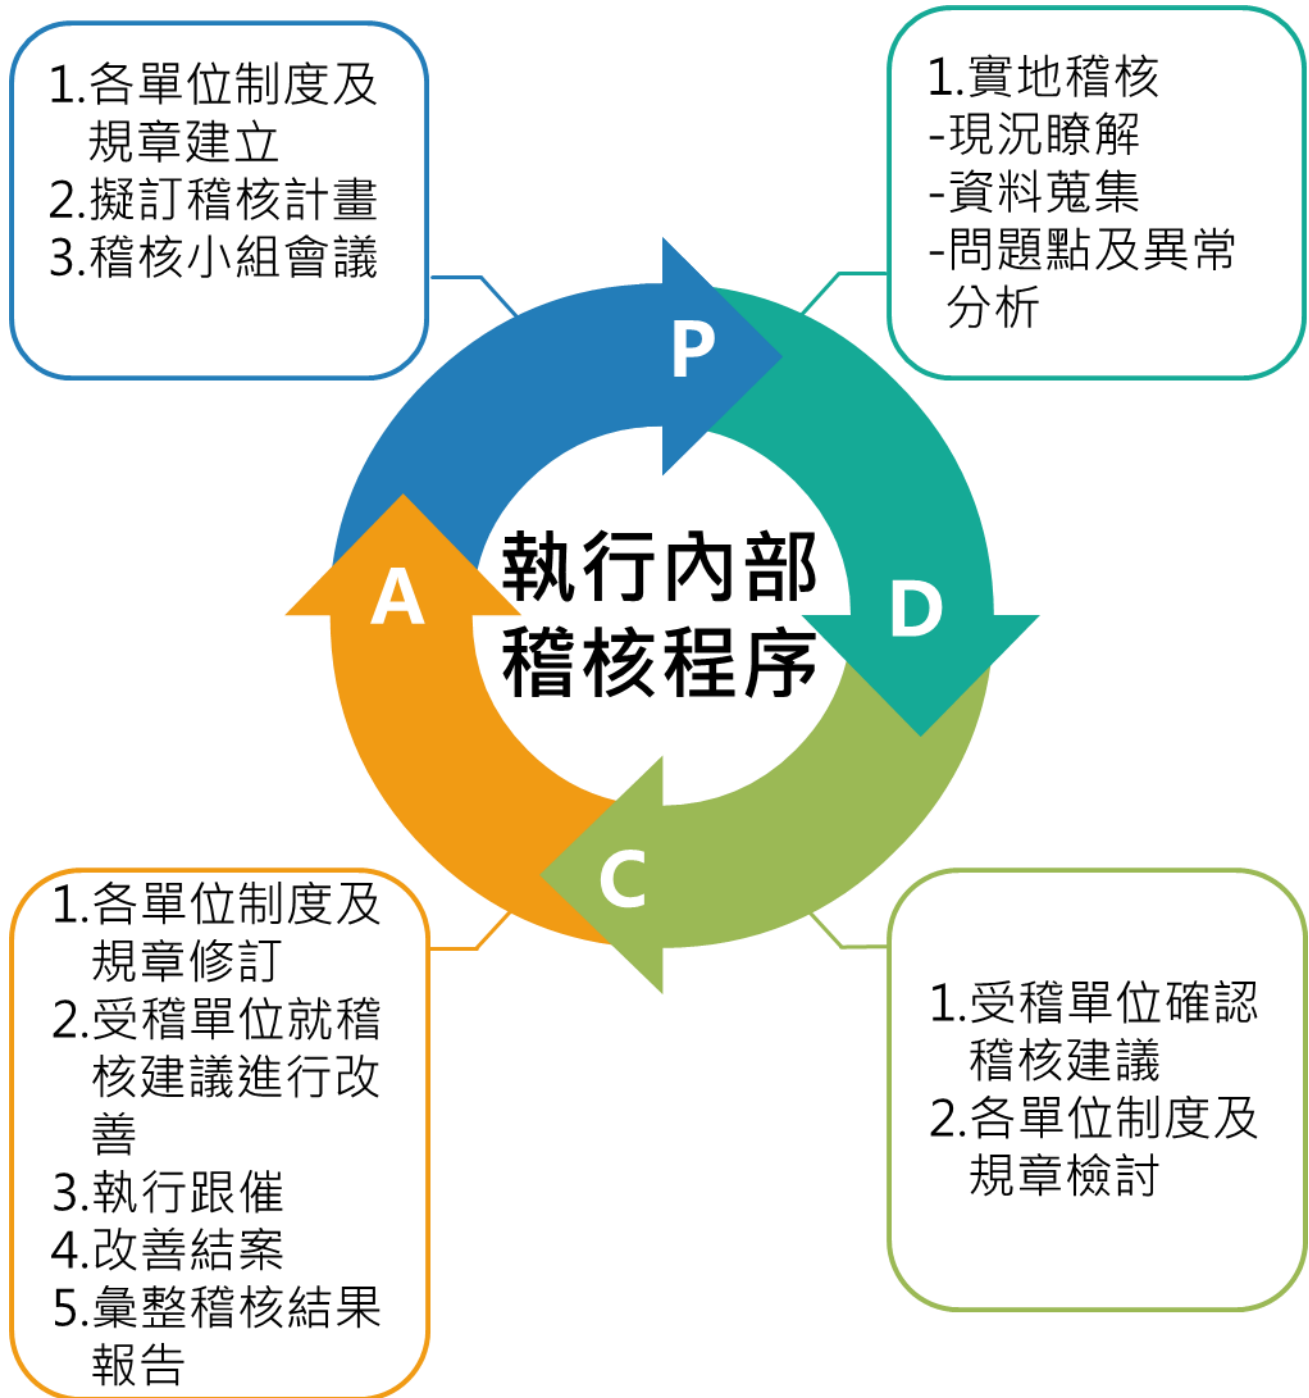 1.各單位制度及
規章建立
2.擬訂稽核計畫
3.稽核小組會議
1.實地稽核
-現況瞭解
-資料蒐集
-問題點及異常
分析
P
執行內部
稽核程序
A
D
C
1.各單位制度及
規章修訂
2.受稽單位就稽
核建議進行改
善
3.執行跟催
4.改善結案
5.彙整稽核結果
報告
1.受稽單位確認
稽核建議
2.各單位制度及
規章檢討